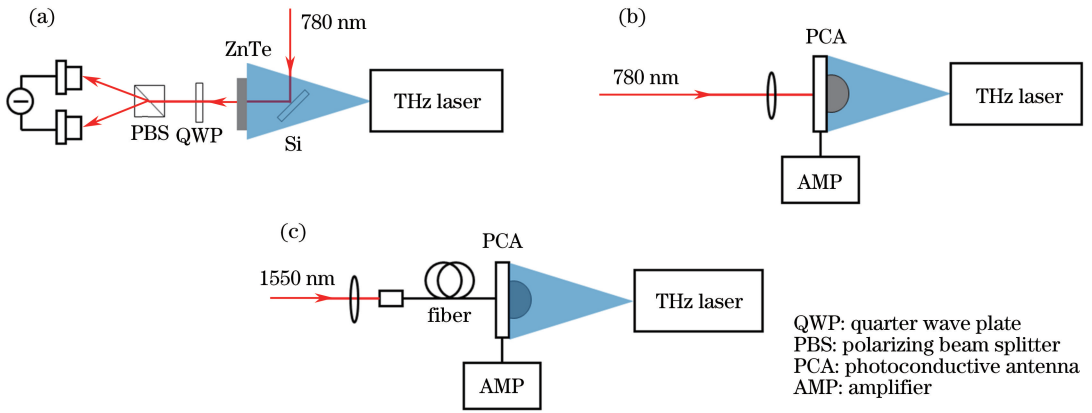 (a)
780 nm
ZnTe
THz laser
PBS
QWP
Si
(b)
PCA
780 nm
THz laser
AMP
(c)
PCA
1550 nm
fiber
THz laser
AMP
QWP: quarter wave plate
PBS: polarizing beam splitter
PCA: photoconductive antenna
AMP: amplifier